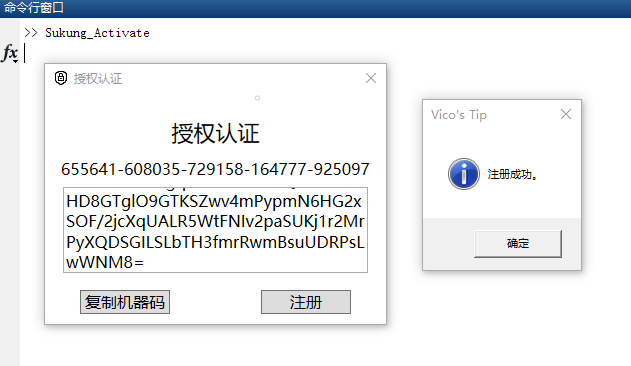 命令行窗口
>> Sukung_Activate
fx
授权认证
授权认证
655641-608035-729158-164777-925097
HD8GTglO9GTKSZwv4mPypmN6HG2x
SOF/2jcXqUALR5WtFNIv2paSUKj1r2Mr
PyXQDSGILSLbTH3fmrRwmBsuUDRPsL
wWNM8=
复制机器码
注册
Vico's Tip
注册成功。
确定